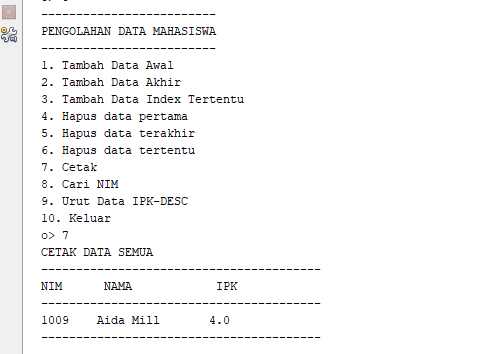 ------------------------
PENGOLAHAN DATA MAHASISWA
------------------------
1. Tambah Data Awal
2. Tambah Data Akhir
3. Tambah Data Index Tertentu
4. Hapus data pertama
5. Hapus data terakhir
6. Hapus data tertentu
7. Cetak
8. Cari NIM
9. Urut Data IPK-DESC
10. Keluar
o> 7
CETAK DATA SEMUA
----------------------------------------
NIM      NAMA            IPK
----------------------------------------
1009    Aida Mill       4.0
----------------------------------------